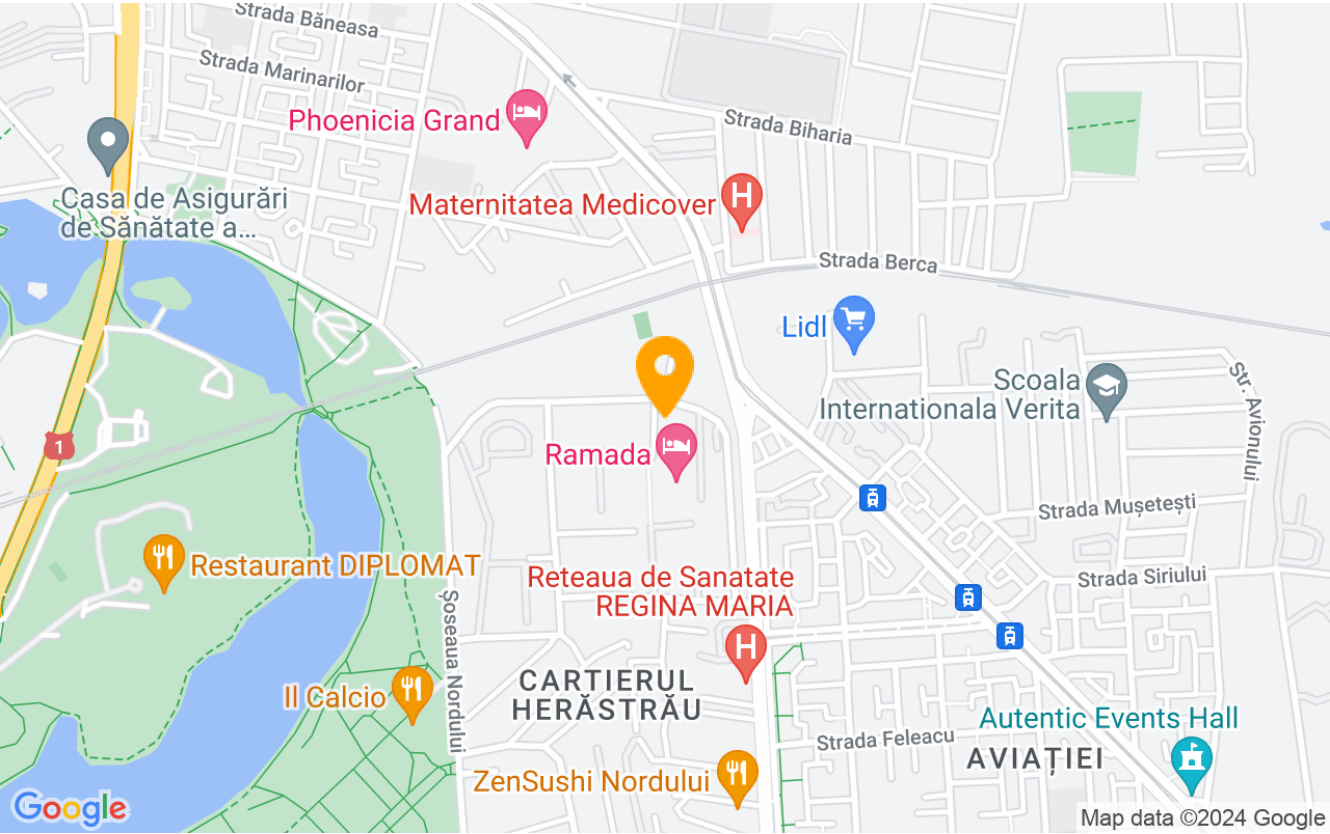 Strada Băneasa
Strada Marinarilor
Phoenicia Grand
Strada Biharia
Casa de Asigurări
de Sănătate a...
Maternitatea Medicover
H
Strada Berca
Lidl
Scoala
Internationala Verita
Str. Avionului
1
Ramada
Strada Mușetești
Restaurant DIPLOMAT
Reteaua de Sanatate
REGINA MARIA
H
Strada Siriului
Șoseaua Nordului
Il Calcio
CARTIERUL
HERĂSTRĂU
Autentic Events Hall
Strada Feleacu
AVIAȚIEI
ZenSushi Nordului
Google
Map data ©2024 Google